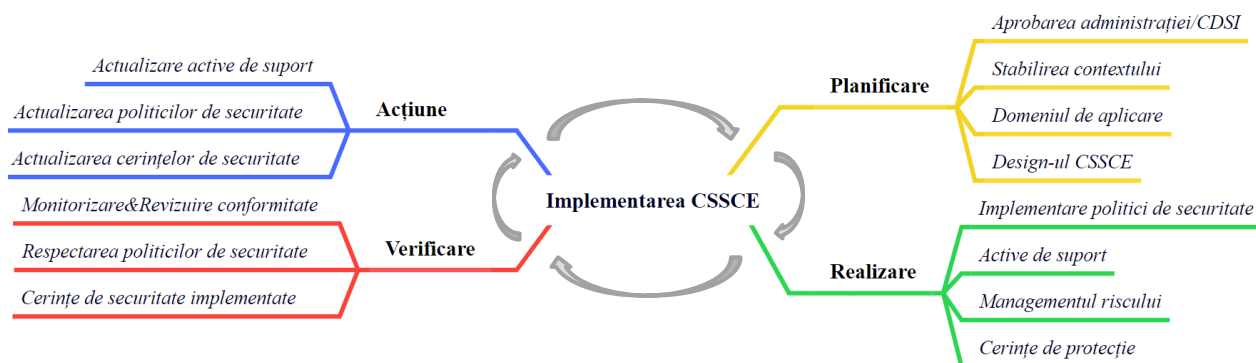 Aprobarea administrației/CDSI
Stabilirea contextului
Planificare
Domeniul de aplicare
Design-ul CSSCE
Implementare politici de securitate
Active de suport
Realizare
Managementul riscului
Cerințe de protecție
Implementarea CSSCE
Actualizare active de suport
Actualizarea politicilor de securitate
Acțiune
Actualizarea cerințelor de securitate
Monitorizare&Revizuire conformitate
Respectarea politicilor de securitate
Verificare
Cerințe de securitate implementate